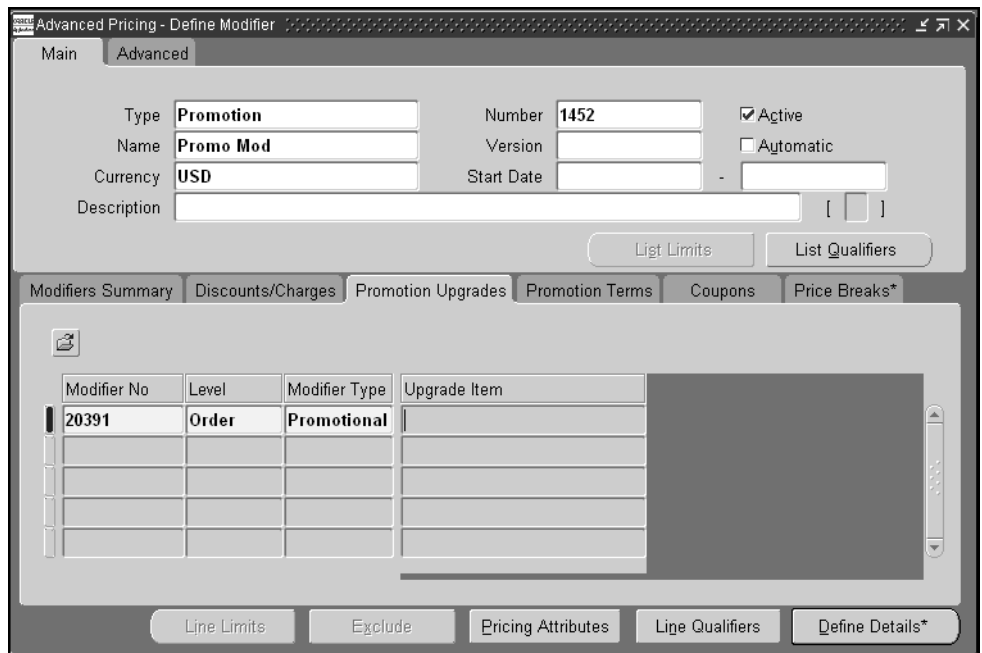 Advanced Pricing - Define Modifier
Main Advanced
Type Promotion Number 1452 Active
Name Promo Mod Version Automatic
Currency USD Start Date -
Description [ ]
List Limits List Qualifiers
Modifiers Summary Discounts/Charges Promotion Upgrades Promotion Terms Coupons Price Breaks*
Modifier No Level Modifier Type Upgrade Item
20391 Order Promotional
Line Limits Exclude Pricing Attributes Line Qualifiers Define Details*